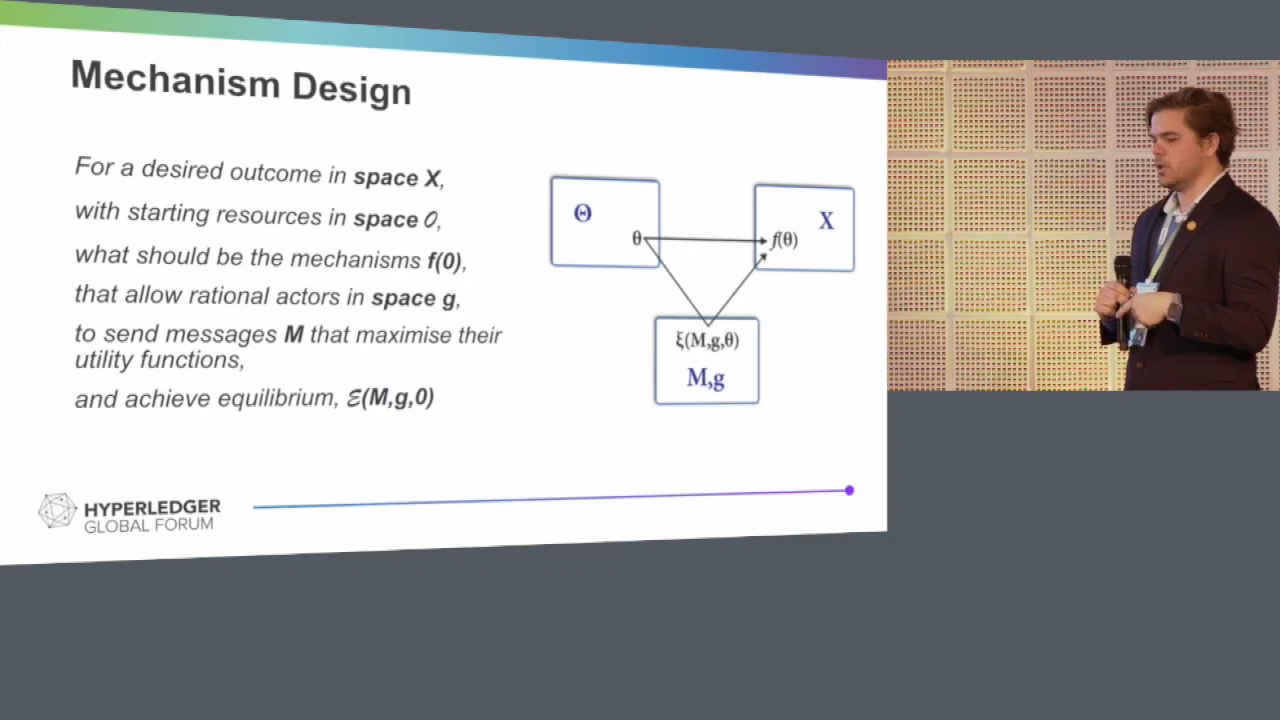 Mechanism Design
For a desired outcome in space X,
with starting resources in space 𝒪,
what should be the mechanisms f(0),
that allow rational actors in space g,
to send messages M that maximise their
utility functions,
and achieve equilibrium, ℰ(M,g,0)
Θ
X
θ
f(θ)
ξ(M,g,θ)
M,g
HYPERLEDGER
GLOBAL FORUM